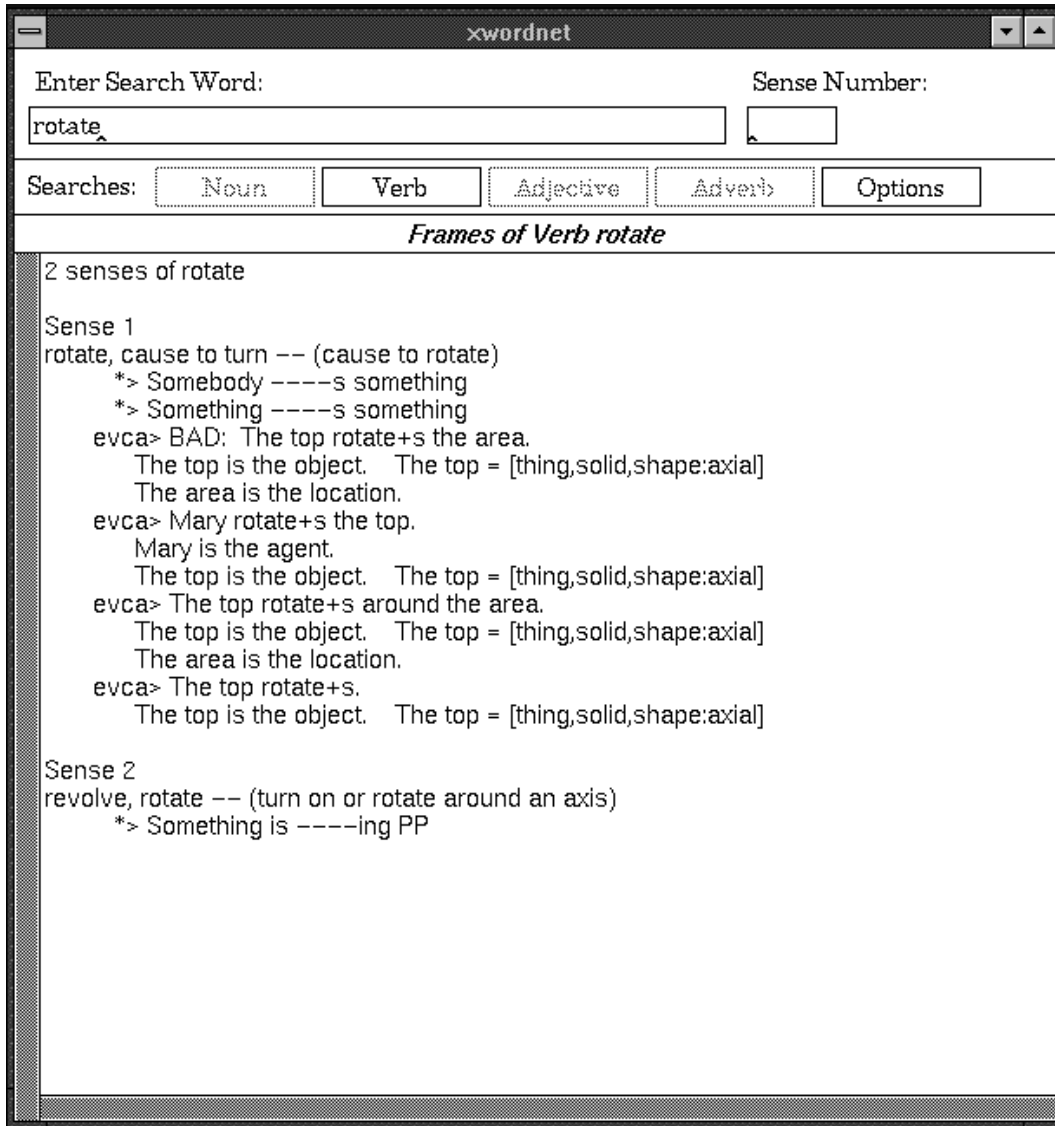 xwordnet
Enter Search Word: Sense Number:
rotate
Searches: Noun Verb Adjective Adverb Options
Frames of Verb rotate
2 senses of rotate
Sense 1
rotate, cause to turn -- (cause to rotate)
*> Somebody ----s something
*> Something ----s something
evca> BAD: The top rotate+s the area.
The top is the object. The top = [thing,solid,shape:axial]
The area is the location.
evca> Mary rotate+s the top.
Mary is the agent.
The top is the object. The top = [thing,solid,shape:axial]
evca> The top rotate+s around the area.
The top is the object. The top = [thing,solid,shape:axial]
The area is the location.
evca> The top rotate+s.
The top is the object. The top = [thing,solid,shape:axial]
Sense 2
revolve, rotate -- (turn on or rotate around an axis)
*> Something is ----ing PP